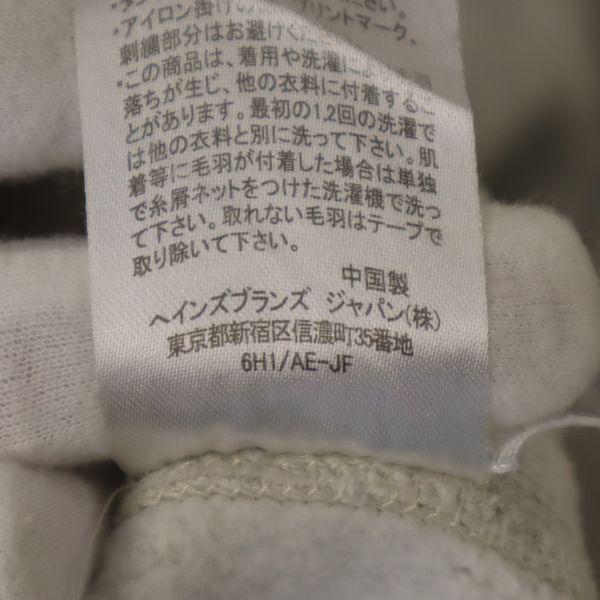 さい。
・アイロン掛けの プリントマーク、
刺繍部分はお避けくだ
・この商品は、着用や洗濯によ
落ちが生じ、他の衣料に付着するこ
とがあります。最初の1,2回の洗濯で
は他の衣料と別に洗って下さい。肌
着等に毛羽が付着した場合は単独
で糸屑ネットをつけた洗濯機で洗っ
て下さい。取れない毛羽はテープで
取り除いて下さい。
中国製
ヘインズブランズ ジャパン(株)
東京都新宿区信濃町35番地
6H1/AE-JF